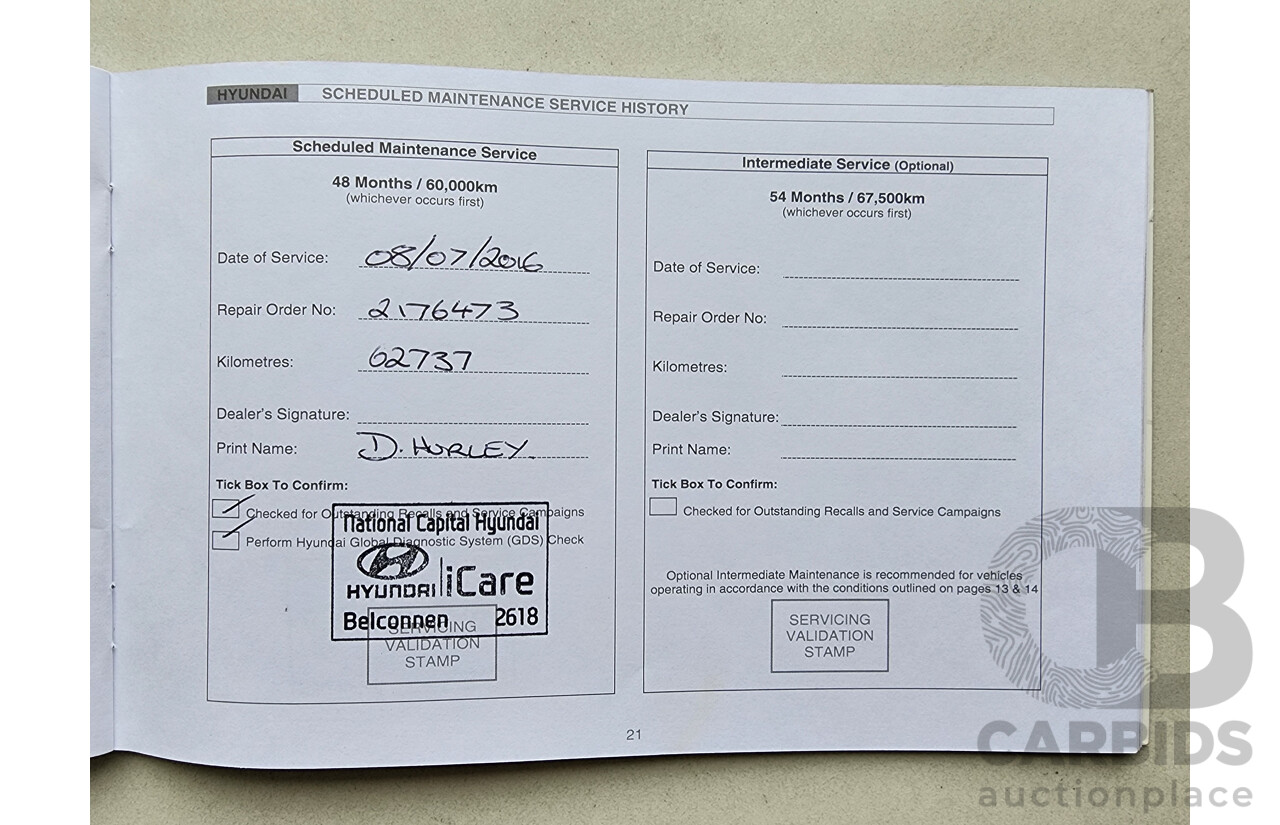 HYUNDAI SCHEDULED MAINTENANCE SERVICE HISTORY
Scheduled Maintenance Service
48 Months / 60,000km
(whichever occurs first)
Date of Service: 08/07/2016
Repair Order No: 2176473
Kilometres: 62737
Dealer's Signature:
Print Name: D. HURLEY.
Tick Box To Confirm:
Checked for Outstanding Recalls and Service Campaigns
Perform Hyundai Global Diagnostic System (GDS) Check
National Capital Hyundai
HYUNDAI iCare
Belconnen 2618
SERVICING
VALIDATION
STAMP
Intermediate Service (Optional)
54 Months / 67,500km
(whichever occurs first)
Date of Service:
Repair Order No:
Kilometres:
Dealer's Signature:
Print Name:
Tick Box To Confirm:
Checked for Outstanding Recalls and Service Campaigns
Optional Intermediate Maintenance is recommended for vehicles
operating in accordance with the conditions outlined on pages 13 & 14
SERVICING
VALIDATION
STAMP
21
CARBIDS
auctionplace